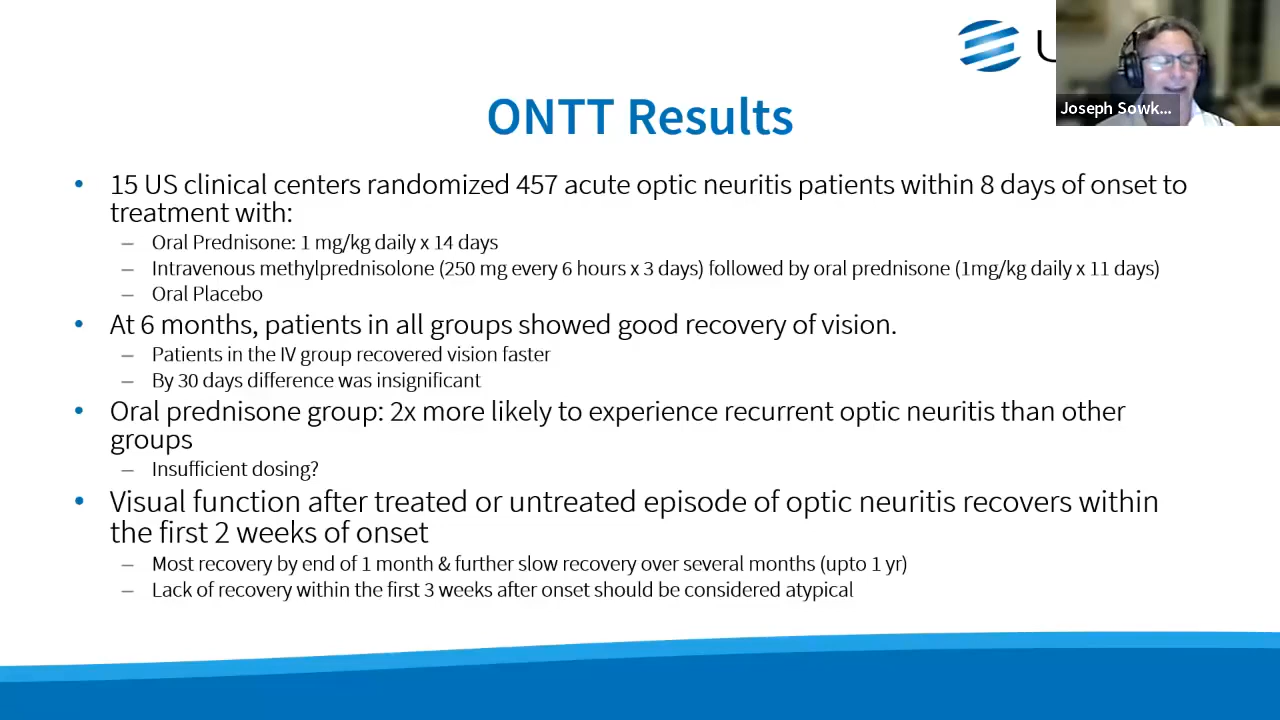 U
Joseph Sowk...
ONTT Results
• 15 US clinical centers randomized 457 acute optic neuritis patients within 8 days of onset to
treatment with:
– Oral Prednisone: 1 mg/kg daily x 14 days
– Intravenous methylprednisolone (250 mg every 6 hours x 3 days) followed by oral prednisone (1mg/kg daily x 11 days)
– Oral Placebo
• At 6 months, patients in all groups showed good recovery of vision.
– Patients in the IV group recovered vision faster
– By 30 days difference was insignificant
• Oral prednisone group: 2x more likely to experience recurrent optic neuritis than other
groups
– Insufficient dosing?
• Visual function after treated or untreated episode of optic neuritis recovers within
the first 2 weeks of onset
– Most recovery by end of 1 month & further slow recovery over several months (upto 1 yr)
– Lack of recovery within the first 3 weeks after onset should be considered atypical